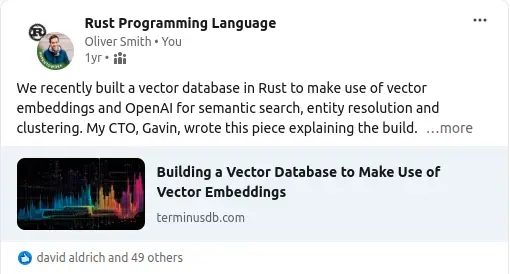 Rust Programming Language
Oliver Smith • You
1yr •
We recently built a vector database in Rust to make use of vector
embeddings and OpenAI for semantic search, entity resolution and
clustering. My CTO, Gavin, wrote this piece explaining the build. …more
Building a Vector Database to Make Use of
Vector Embeddings
terminusdb.com
david aldrich and 49 others